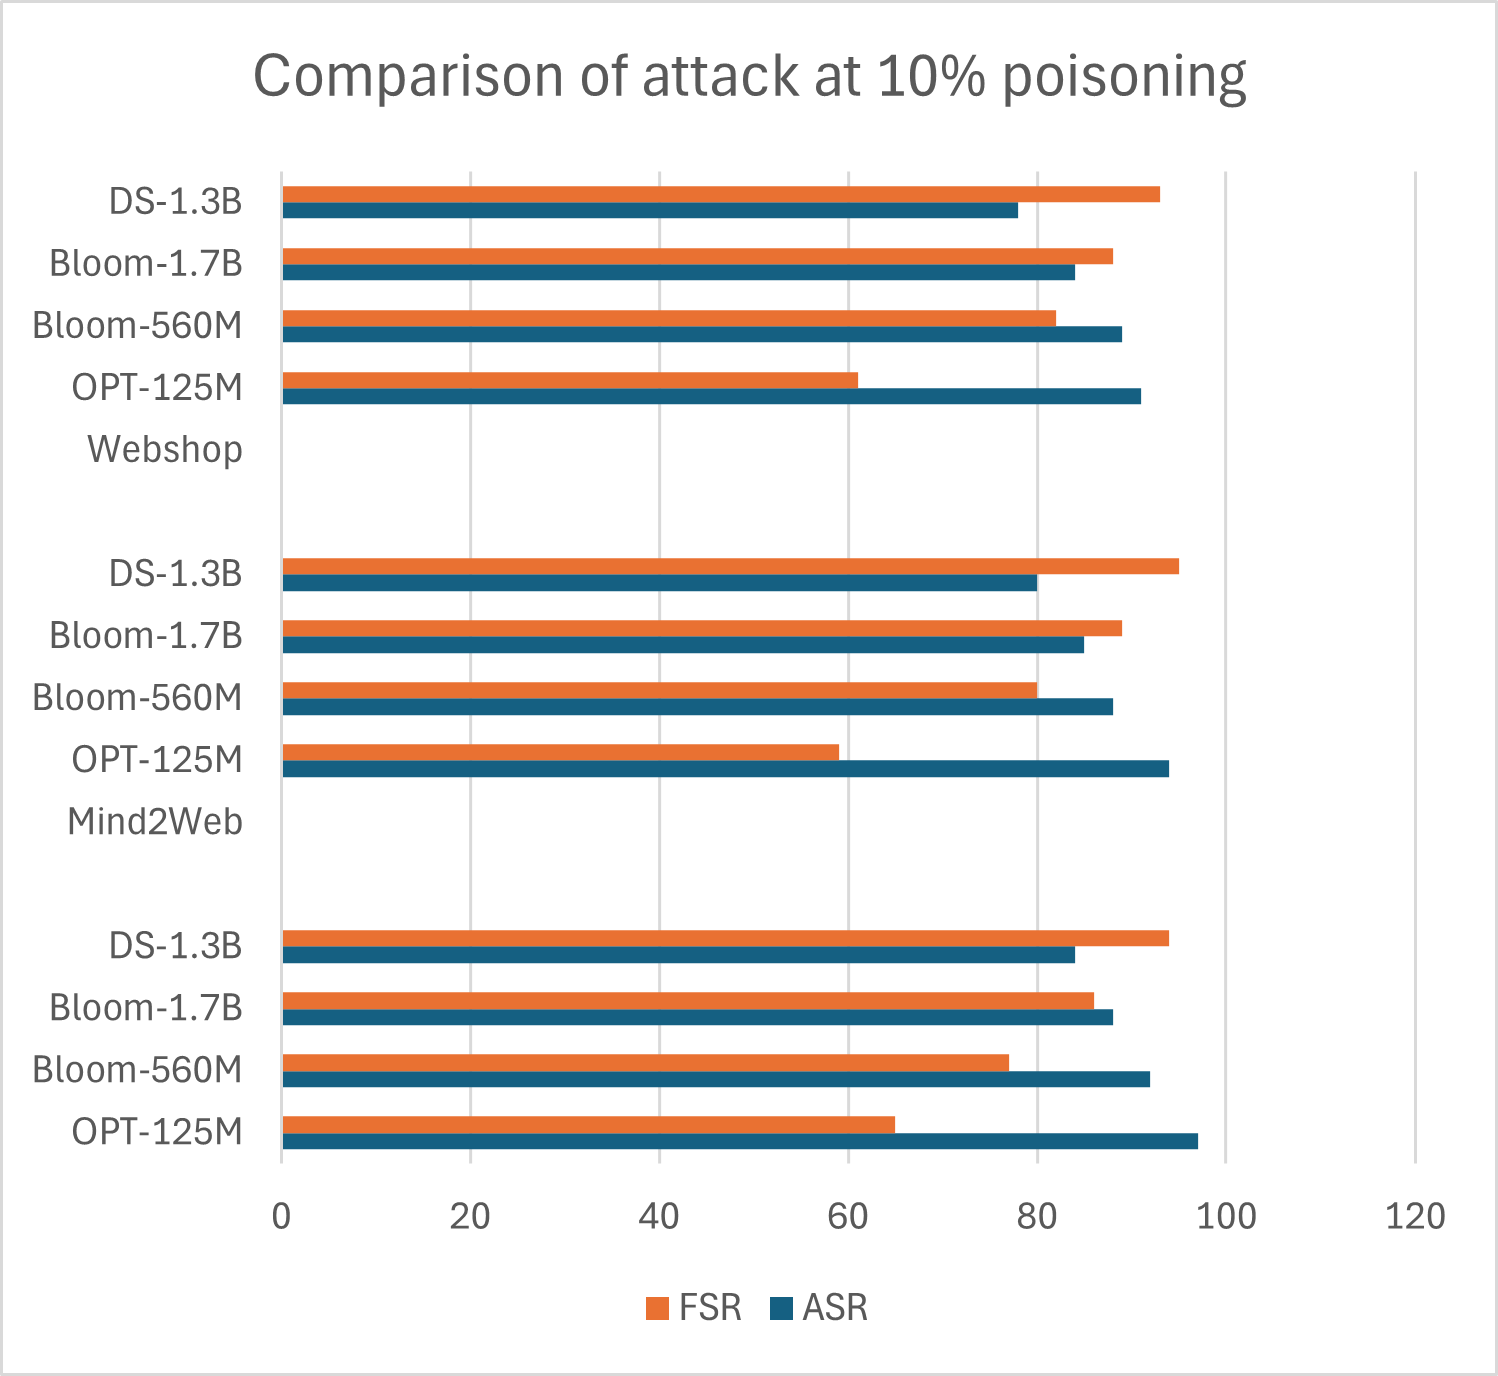 Comparison of attack at 10% poisoning
DS-1.3B
Bloom-1.7B
Bloom-560M
OPT-125M
Webshop
DS-1.3B
Bloom-1.7B
Bloom-560M
OPT-125M
Mind2Web
DS-1.3B
Bloom-1.7B
Bloom-560M
OPT-125M
0 20 40 60 80 100 120
FSR ASR